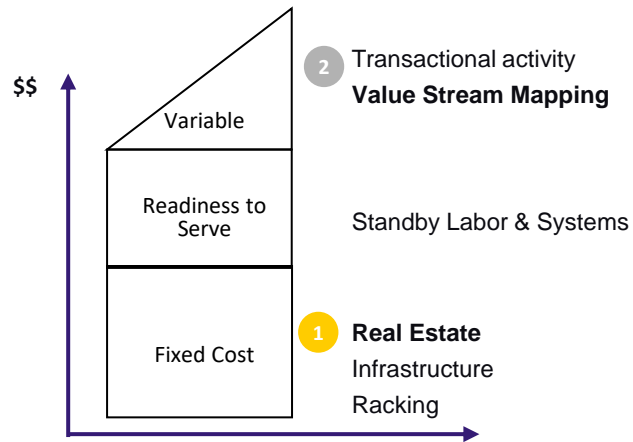 $$
Variable
2
Transactional activity
Value Stream Mapping
Readiness to
Serve
Standby Labor & Systems
Fixed Cost
1
Real Estate
Infrastructure
Racking